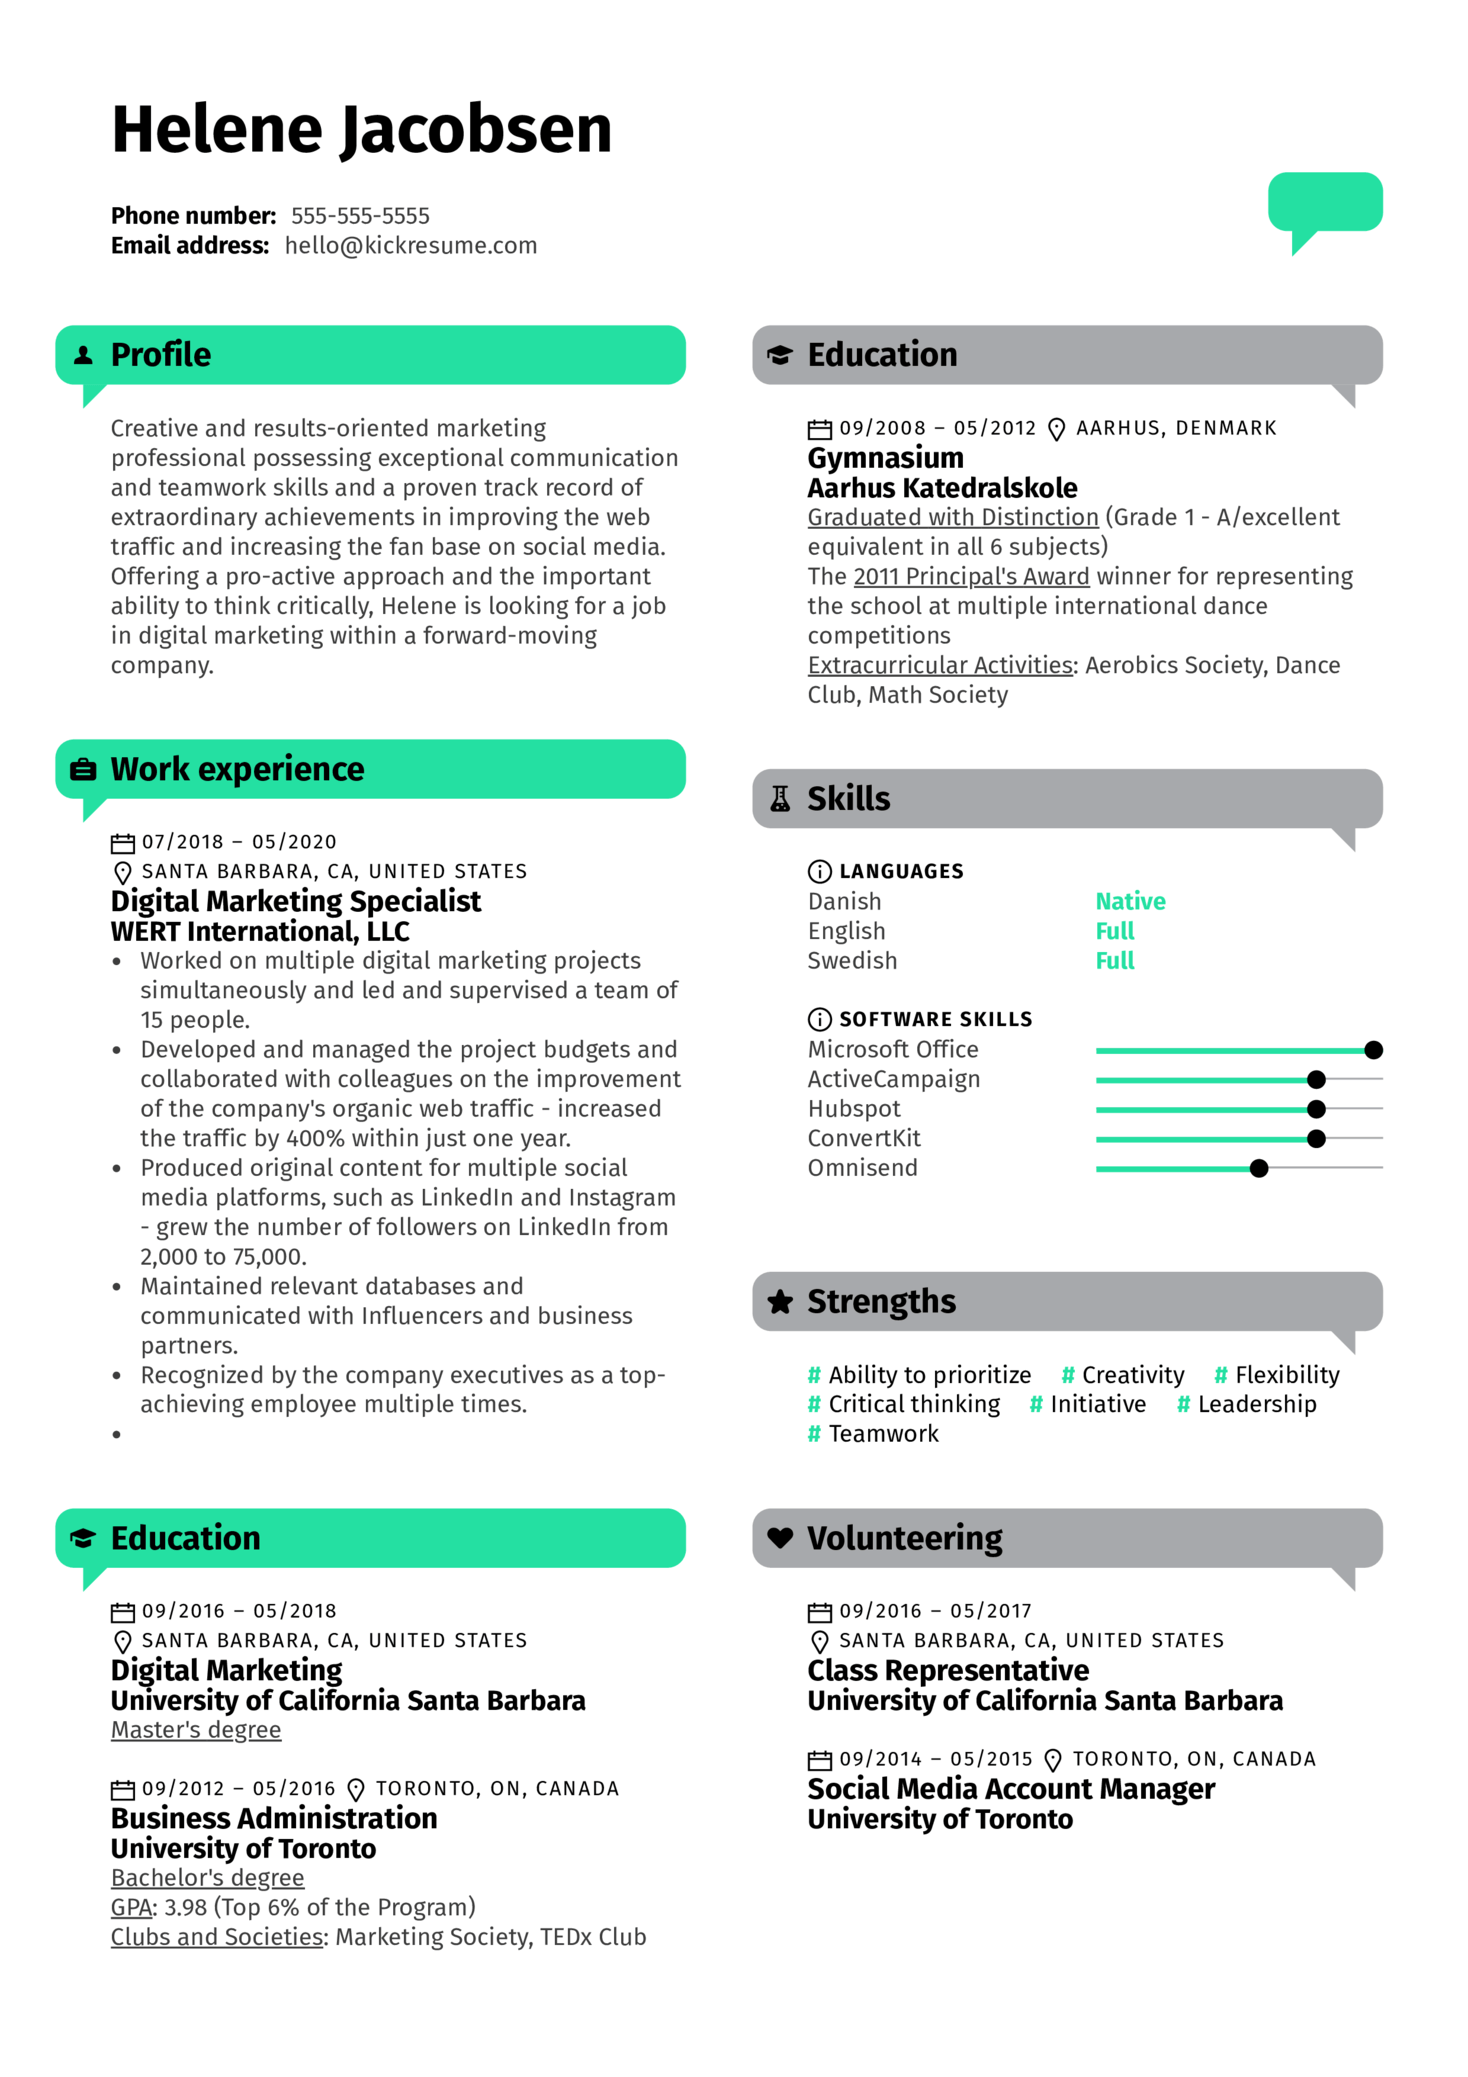 Helene Jacobsen
Phone number: 555-555-5555
Email address: hello@kickresume.com
Profile
Creative and results-oriented marketing
professional possessing exceptional communication
and teamwork skills and a proven track record of
extraordinary achievements in improving the web
traffic and increasing the fan base on social media.
Offering a pro-active approach and the important
ability to think critically, Helene is looking for a job
in digital marketing within a forward-moving
company.
Work experience
07/2018 – 05/2020
SANTA BARBARA, CA, UNITED STATES
Digital Marketing Specialist
WERT International, LLC
• Worked on multiple digital marketing projects
simultaneously and led and supervised a team of
15 people.
• Developed and managed the project budgets and
collaborated with colleagues on the improvement
of the company's organic web traffic - increased
the traffic by 400% within just one year.
• Produced original content for multiple social
media platforms, such as LinkedIn and Instagram
- grew the number of followers on LinkedIn from
2,000 to 75,000.
• Maintained relevant databases and
communicated with Influencers and business
partners.
• Recognized by the company executives as a top-
achieving employee multiple times.
•
Education
09/2016 – 05/2018
SANTA BARBARA, CA, UNITED STATES
Digital Marketing
University of California Santa Barbara
Master's degree
09/2012 – 05/2016 TORONTO, ON, CANADA
Business Administration
University of Toronto
Bachelor's degree
GPA: 3.98 (Top 6% of the Program)
Clubs and Societies: Marketing Society, TEDx Club
Education
09/2008 – 05/2012 AARHUS, DENMARK
Gymnasium
Aarhus Katedralskole
Graduated with Distinction (Grade 1 - A/excellent
equivalent in all 6 subjects)
The 2011 Principal's Award winner for representing
the school at multiple international dance
competitions
Extracurricular Activities: Aerobics Society, Dance
Club, Math Society
Skills
LANGUAGES
Danish Native
English Full
Swedish Full
SOFTWARE SKILLS
Microsoft Office
ActiveCampaign
Hubspot
ConvertKit
Omnisend
Strengths
# Ability to prioritize # Creativity # Flexibility
# Critical thinking # Initiative # Leadership
# Teamwork
Volunteering
09/2016 – 05/2017
SANTA BARBARA, CA, UNITED STATES
Class Representative
University of California Santa Barbara
09/2014 – 05/2015 TORONTO, ON, CANADA
Social Media Account Manager
University of Toronto